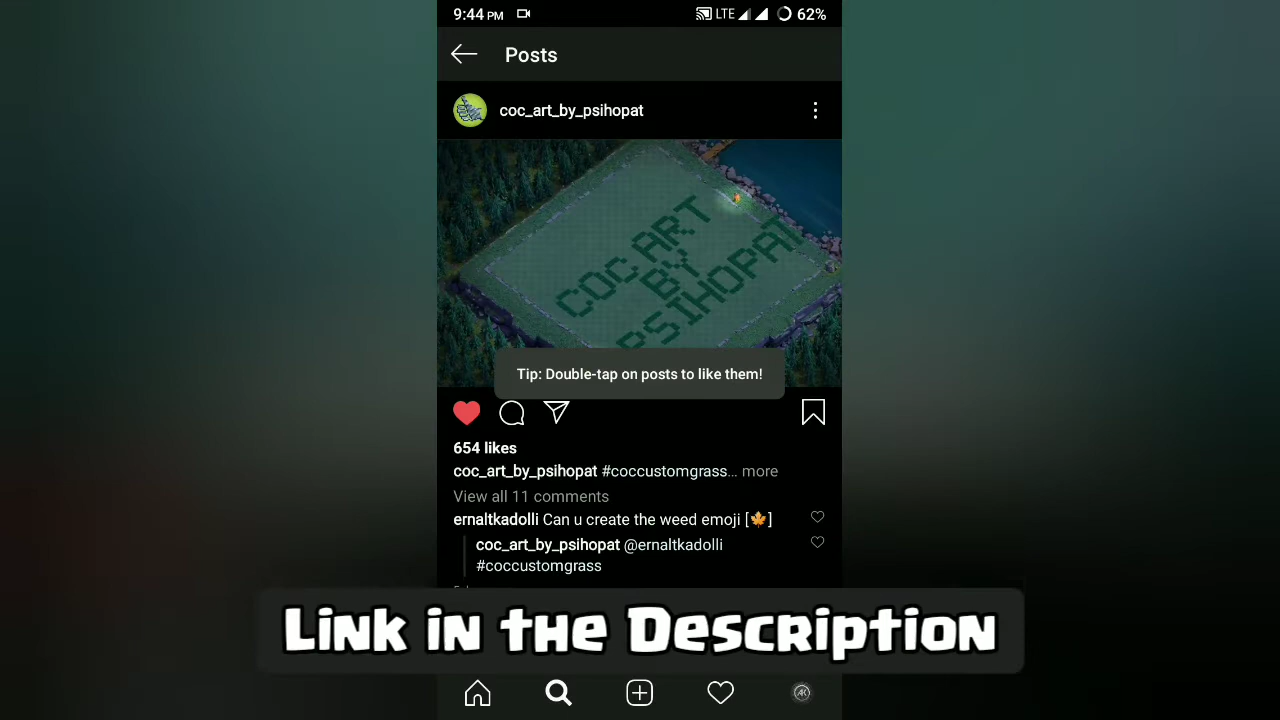 9:44 PM LTE 62%
Posts
coc_art_by_psihopat
COC ART
BY
PSIHOPAT
Tip: Double-tap on posts to like them!
654 likes
coc_art_by_psihopat #coccustomgrass... more
View all 11 comments
ernaltkadolli Can u create the weed emoji [🍁]
coc_art_by_psihopat @ernaltkadolli
#coccustomgrass
Link in the Description
AK